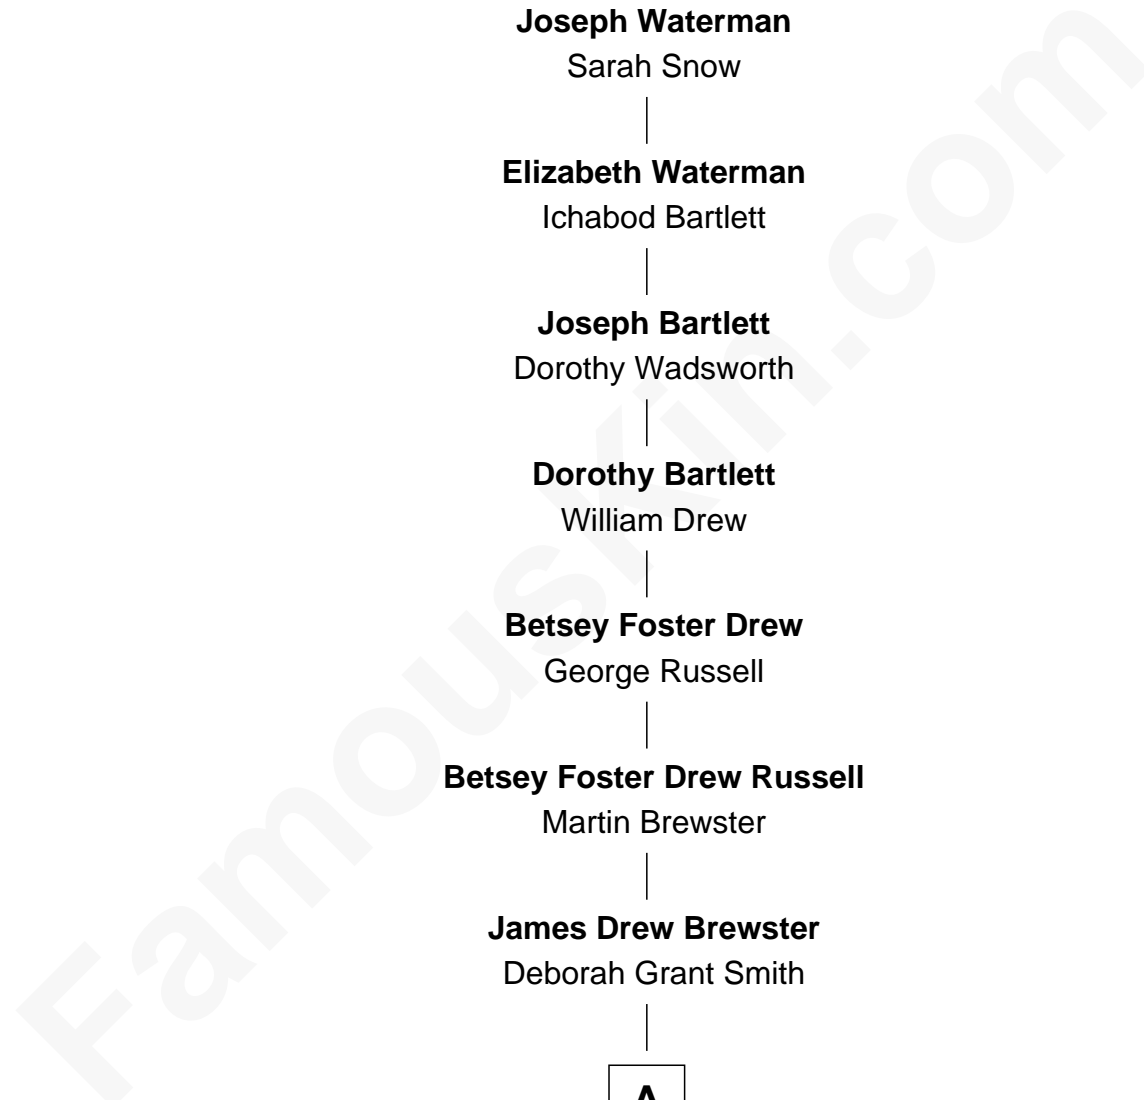 Joseph Waterman
Sarah Snow
Elizabeth Waterman
Ichabod Bartlett
Joseph Bartlett
Dorothy Wadsworth
Dorothy Bartlett
William Drew
Betsey Foster Drew
George Russell
Betsey Foster Drew Russell
Martin Brewster
James Drew Brewster
Deborah Grant Smith
A
FamousKin.com